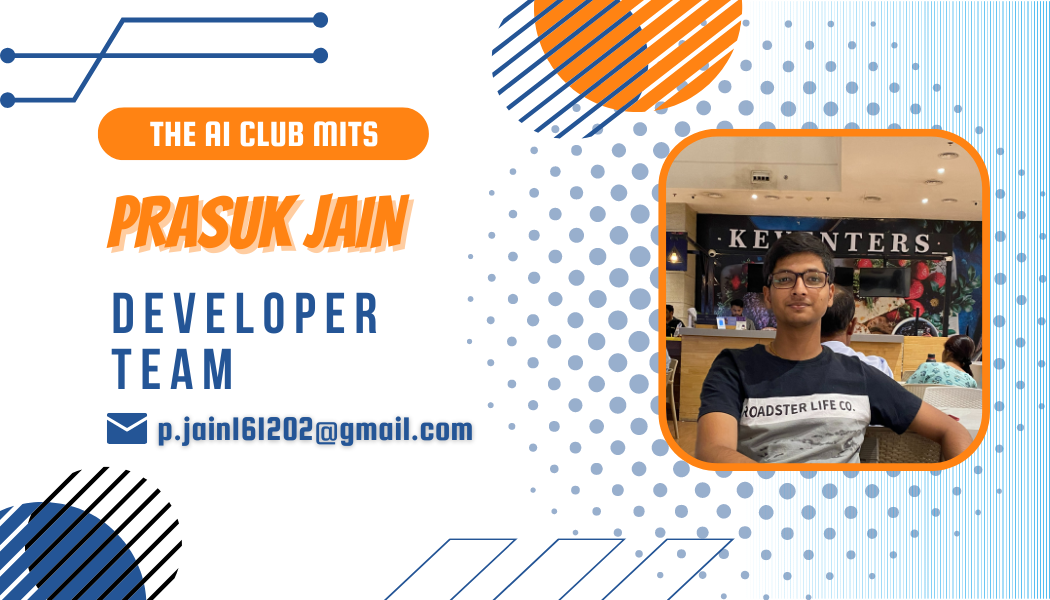 THE AI CLUB MITS
PRASUK JAIN
DEVELOPER
TEAM
p.jain161202@gmail.com
KEVENTERS
ROADSTER LIFE CO.